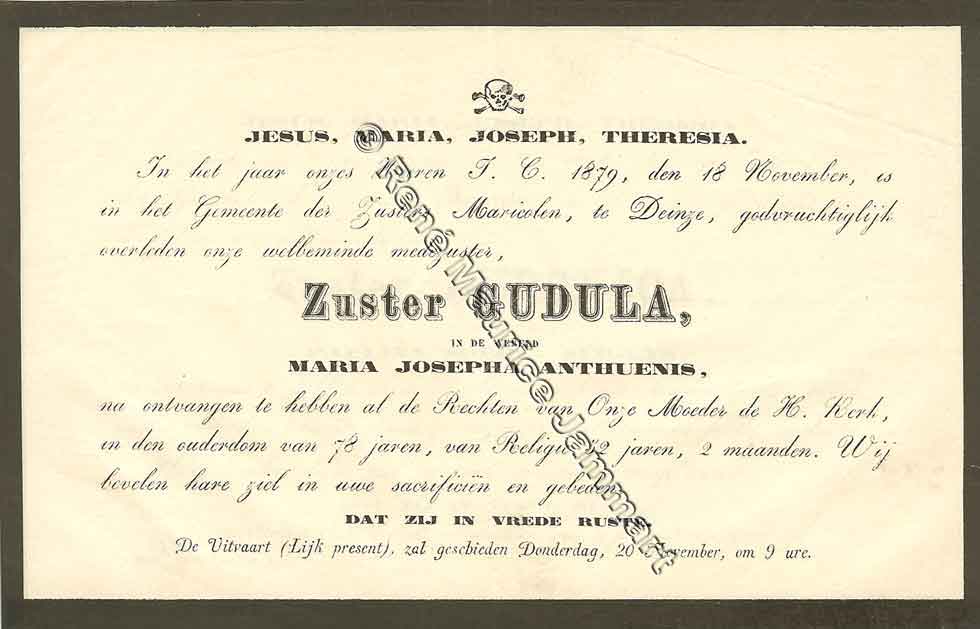 JESUS, MARIA, JOSEPH, THERESIA.
In het jaar onzes Heeren J. C. 1879, den 18 November, is
in het Gemeente der Zusters Maricolen, te Deinze, godvruchtiglijk
overleden onze welbeminde medezuster,
Zuster GUDULA,
IN DE WERELD
MARIA JOSEPHA ANTHUENIS,
na ontvangen te hebben al de Rechten van Onze Moeder de H. Kerk,
in den ouderdom van 78 jaren, van Religie jaren, 2 maanden. Wij
bevelen hare ziel in uwe sacrificiën en gebeden.
DAT ZIJ IN VREDE RUSTE.
De Uitvaart (Lijk present), zal geschieden Donderdag, 20 November, om 9 ure.
© René Maurice Jammart